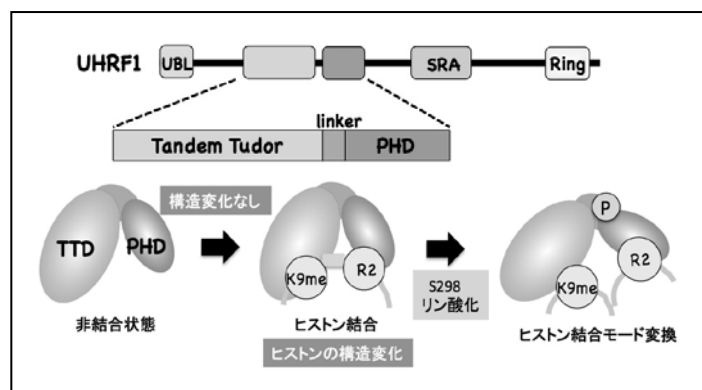 UHRF1 UBL SRA Ring
linker
Tandem Tudor PHD
構造変化なし
P
TTD PHD
K9me R2
R2
K9me
S298
リン酸化
非結合状態
ヒストン結合
ヒストン結合モード変換
ヒストンの構造変化